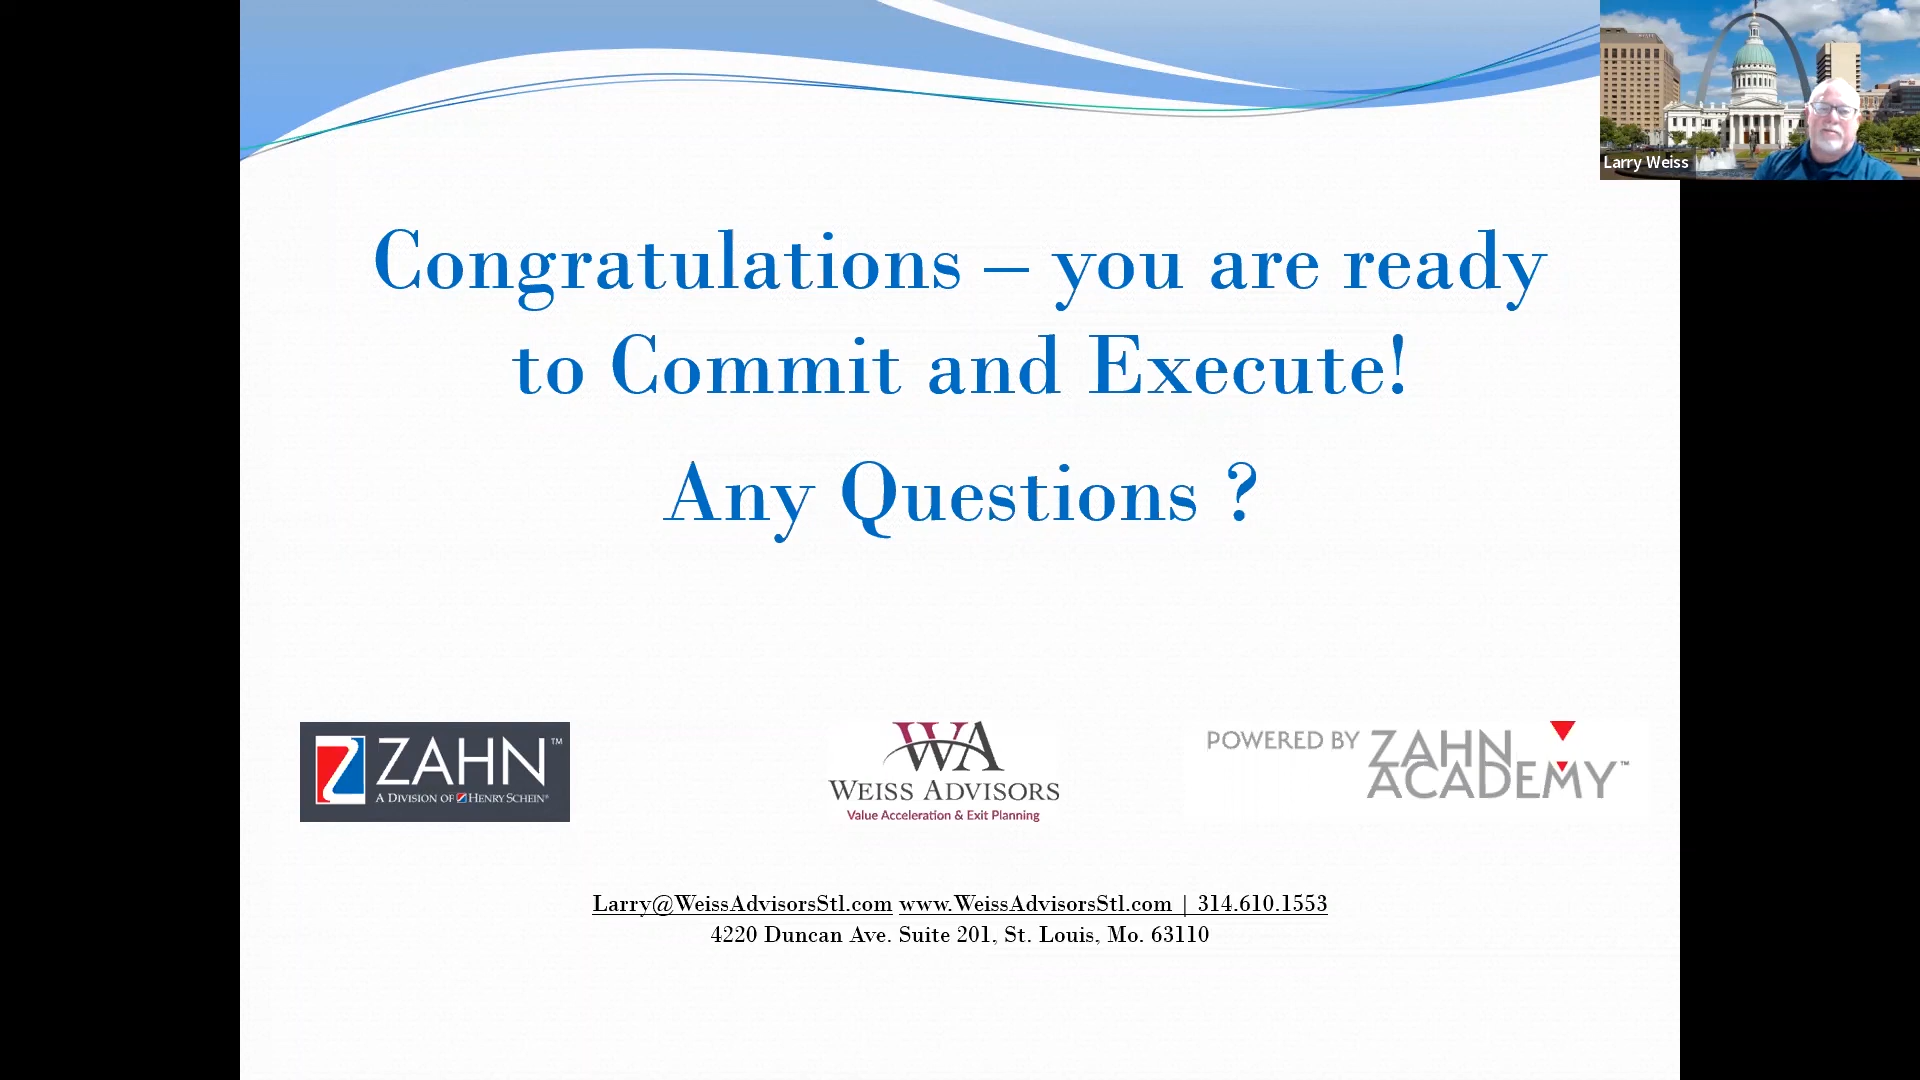 Larry Weiss
Congratulations – you are ready
to Commit and Execute!
Any Questions ?
ZAHN™
A DIVISION OF HENRY SCHEIN®
WA
WEISS ADVISORS
Value Acceleration & Exit Planning
POWERED BY ZAHN
ACADEMY™
Larry@WeissAdvisorsStl.com www.WeissAdvisorsStl.com | 314.610.1553
4220 Duncan Ave. Suite 201, St. Louis, Mo. 63110